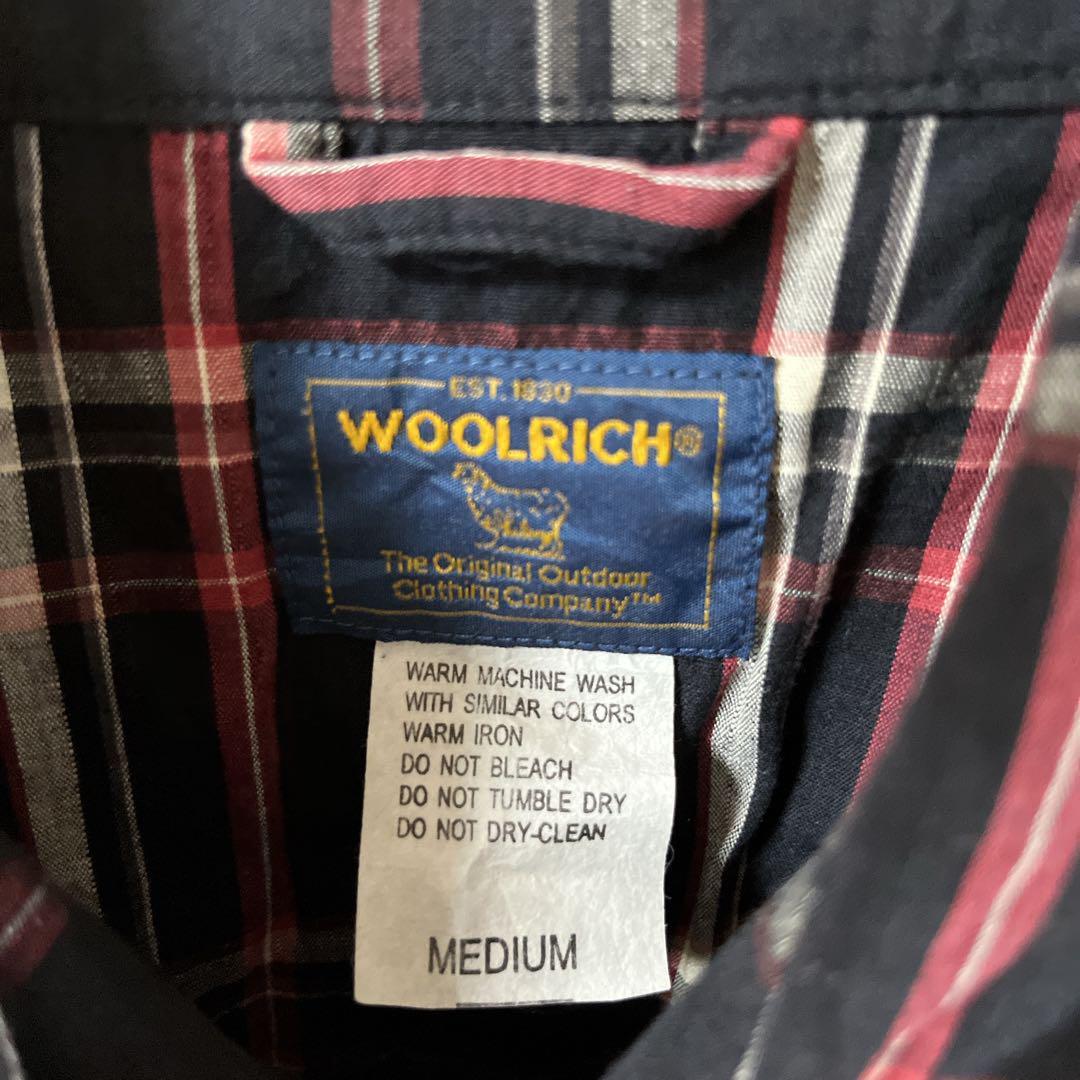 EST. 1830
WOOLRICH®
The Original Outdoor
Clothing Company™
WARM MACHINE WASH
WITH SIMILAR COLORS
WARM IRON
DO NOT BLEACH
DO NOT TUMBLE DRY
DO NOT DRY-CLEAN
MEDIUM